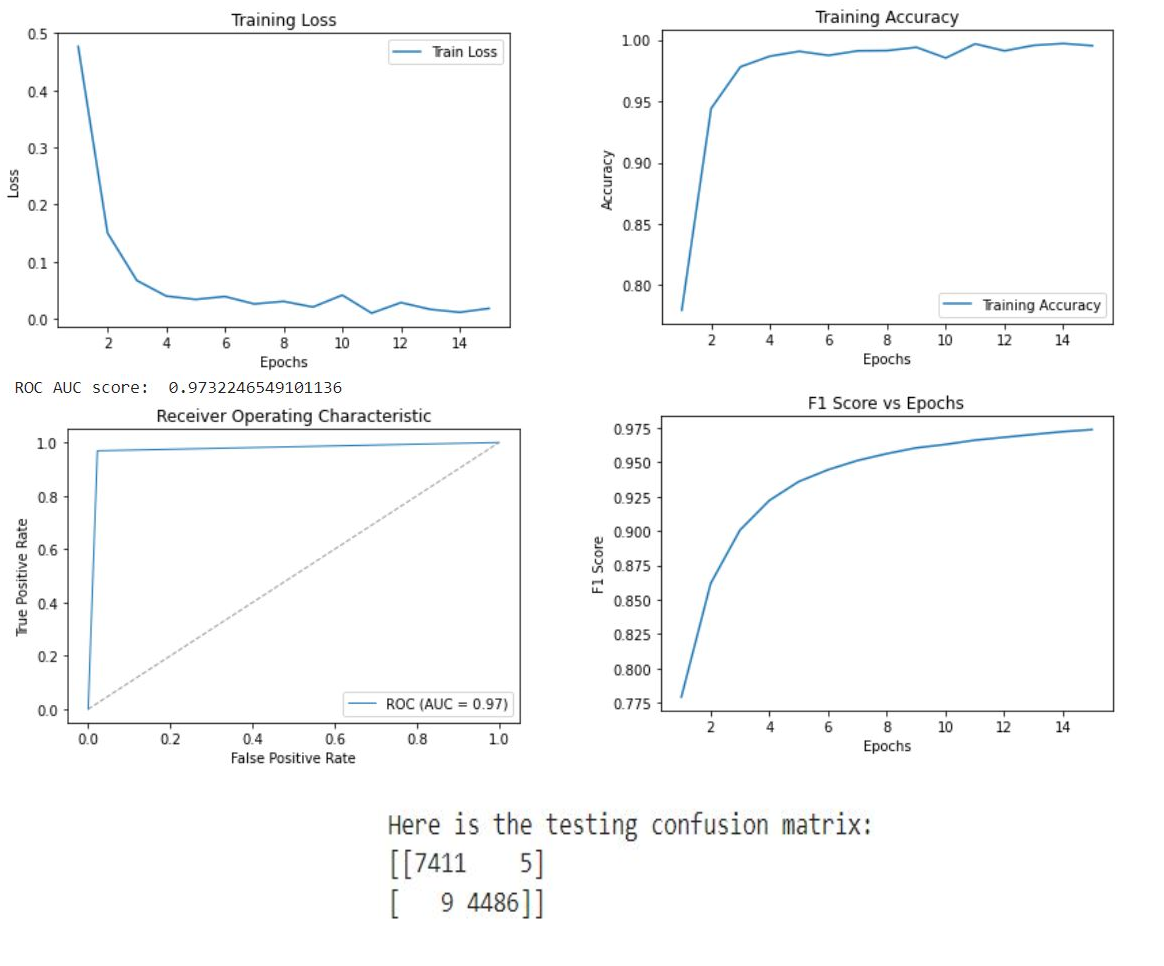 Training Loss
0.5
0.4
0.3
0.2
0.1
0.0
Loss
Train Loss
2 4 6 8 10 12 14
Epochs
Training Accuracy
1.00
0.95
0.90
0.85
0.80
Accuracy
Training Accuracy
2 4 6 8 10 12 14
Epochs
ROC AUC score: 0.9732246549101136
Receiver Operating Characteristic
1.0
0.8
0.6
0.4
0.2
0.0
True Positive Rate
ROC (AUC = 0.97)
0.0 0.2 0.4 0.6 0.8 1.0
False Positive Rate
F1 Score vs Epochs
0.975
0.950
0.925
0.900
0.875
0.850
0.825
0.800
0.775
F1 Score
2 4 6 8 10 12 14
Epochs
Here is the testing confusion matrix:
[[7411 5]
[ 9 4486]]